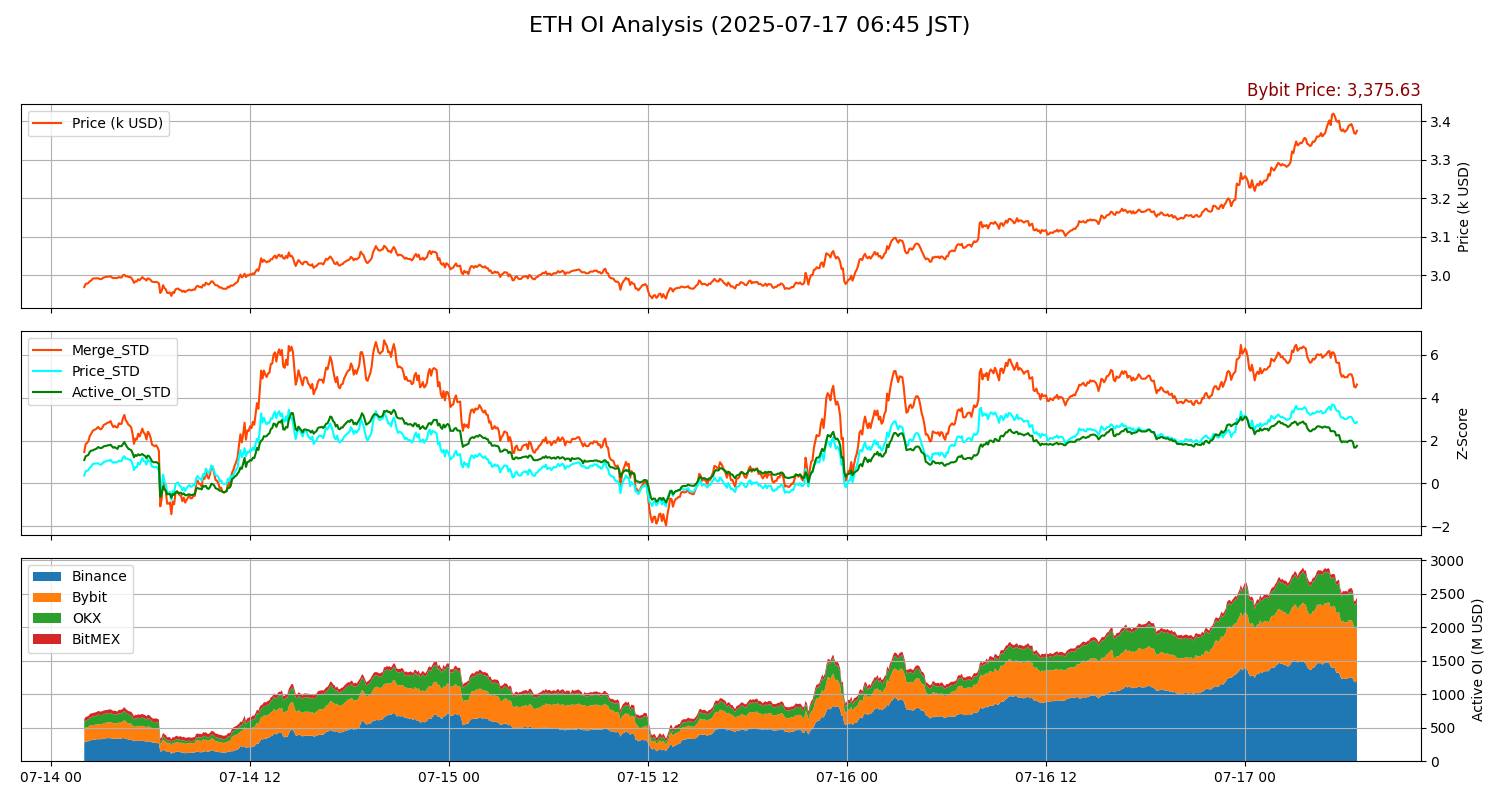 ETH OI Analysis (2025-07-17 06:45 JST)
Bybit Price: 3,375.63
Price (k USD)
3.4
3.3
3.2
3.1
3.0
Price (k USD)
Merge_STD
Price_STD
Active_OI_STD
6
4
2
0
−2
Z-Score
Binance
Bybit
OKX
BitMEX
3000
2500
2000
1500
1000
500
0
Active OI (M USD)
07-14 00
07-14 12
07-15 00
07-15 12
07-16 00
07-16 12
07-17 00